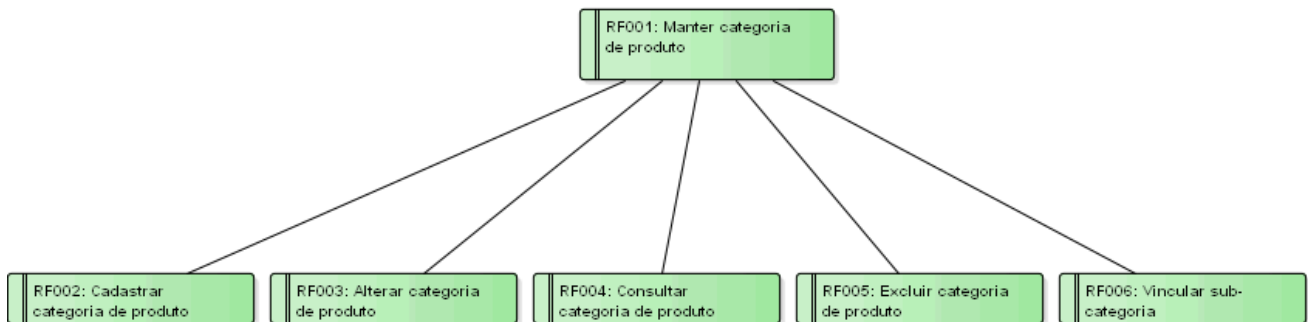 RF001: Manter categoria
de produto
RF002: Cadastrar
categoria de produto
RF003: Alterar categoria
de produto
RF004: Consultar
categoria de produto
RF005: Excluir categoria
de produto
RF006: Vincular sub-
categoria